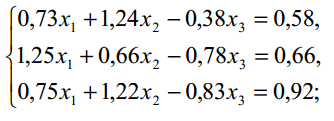 0,73x₁ + 1,24x₂ − 0,38x₃ = 0,58,
1,25x₁ + 0,66x₂ − 0,78x₃ = 0,66,
0,75x₁ + 1,22x₂ − 0,83x₃ = 0,92;